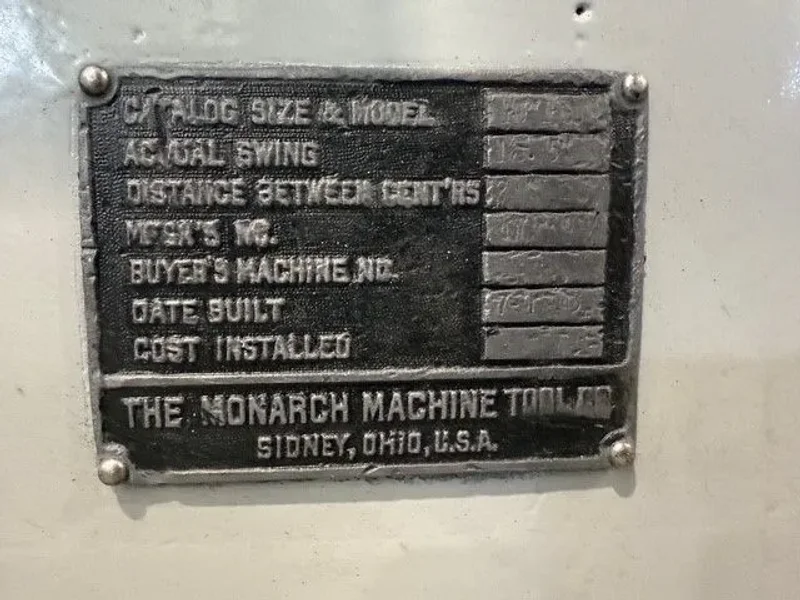 CATALOG SIZE & MODEL
ACTUAL SWING
DISTANCE BETWEEN CENT'RS
MFGR'S NO.
BUYER'S MACHINE NO.
DATE BUILT
COST INSTALLED
THE MONARCH MACHINE TOOL CO
SIDNEY, OHIO, U.S.A.